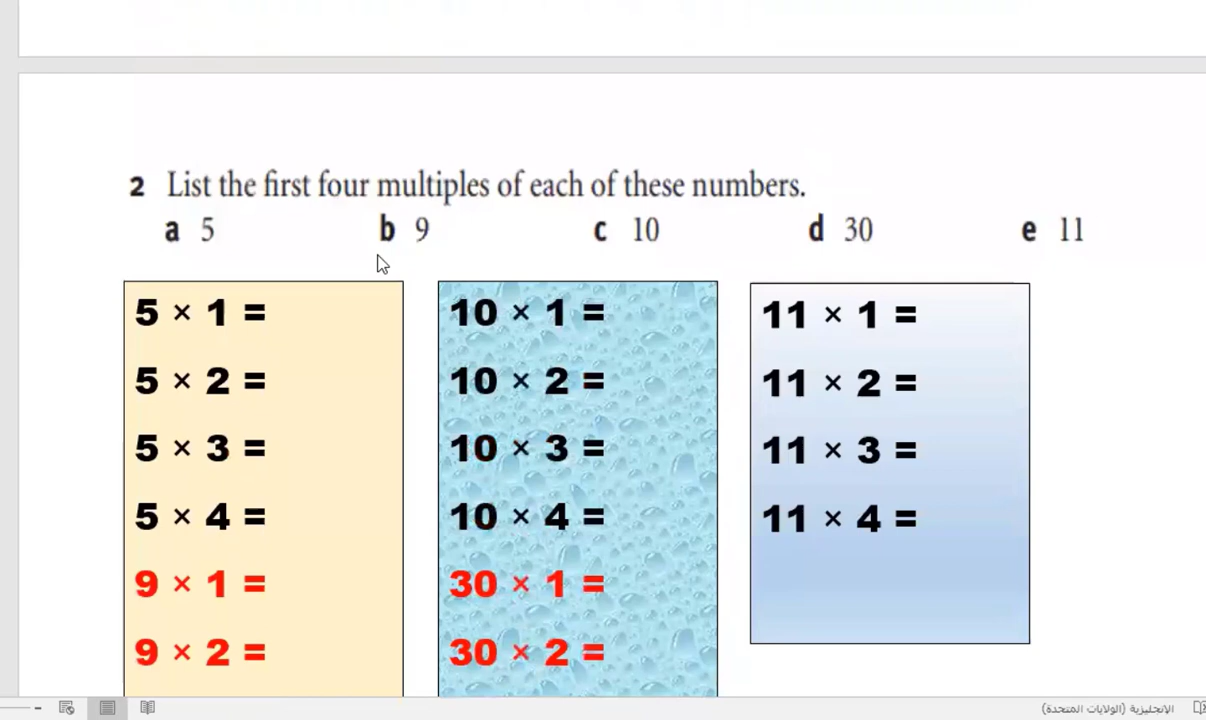 2 List the first four multiples of each of these numbers.
a 5 b 9 c 10 d 30 e 11
5 × 1 =
5 × 2 =
5 × 3 =
5 × 4 =
9 × 1 =
9 × 2 =
10 × 1 =
10 × 2 =
10 × 3 =
10 × 4 =
30 × 1 =
30 × 2 =
11 × 1 =
11 × 2 =
11 × 3 =
11 × 4 =
الإنجليزية (الولايات المتحدة)